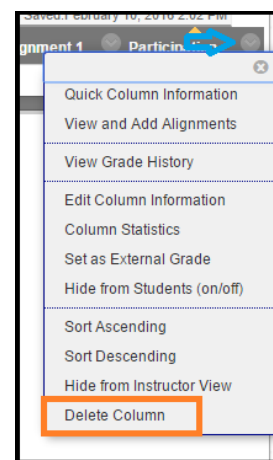 Saved:February 10, 2016 2:02 PM
gnment 1 Participation
Quick Column Information
View and Add Alignments
View Grade History
Edit Column Information
Column Statistics
Set as External Grade
Hide from Students (on/off)
Sort Ascending
Sort Descending
Hide from Instructor View
Delete Column